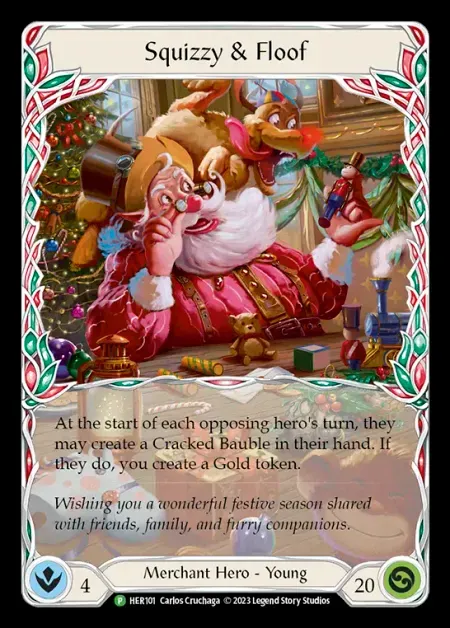 Squizzy & Floof
At the start of each opposing hero's turn, they
may create a Cracked Bauble in their hand. If
they do, you create a Gold token.
Wishing you a wonderful festive season shared
with friends, family, and furry companions.
4
Merchant Hero - Young
20
P HER101 Carlos Cruchaga © 2023 Legend Story Studios